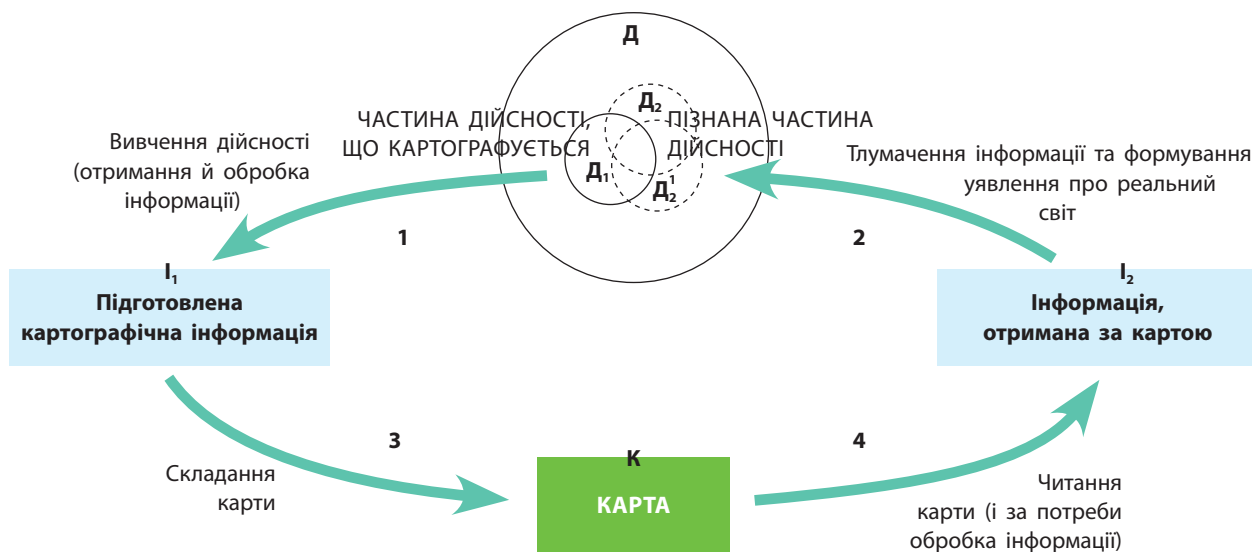 Д
Д₂
ЧАСТИНА ДІЙСНОСТІ,
ЩО КАРТОГРАФУЄТЬСЯ
ПІЗНАНА ЧАСТИНА
ДІЙСНОСТІ
Д₁
Д₂¹
Вивчення дійсності
(отримання й обробка
інформації)
Тлумачення інформації та формування
уявлення про реальний
світ
1
2
І₁
Підготовлена
картографічна інформація
І₂
Інформація,
отримана за картою
3
4
Складання
карти
К
КАРТА
Читання
карти (і за потреби
обробка інформації)